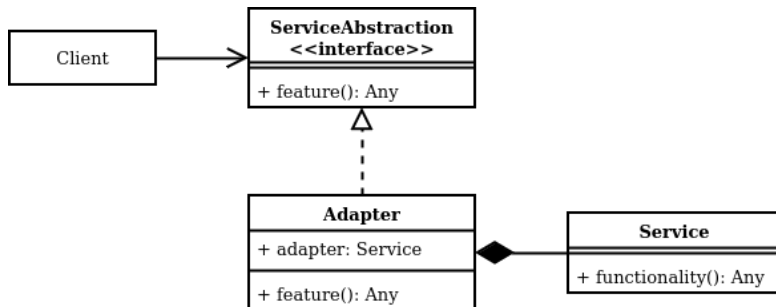 Client
ServiceAbstraction
<<interface>>
+ feature(): Any
Adapter
+ adapter: Service
+ feature(): Any
Service
+ functionality(): Any